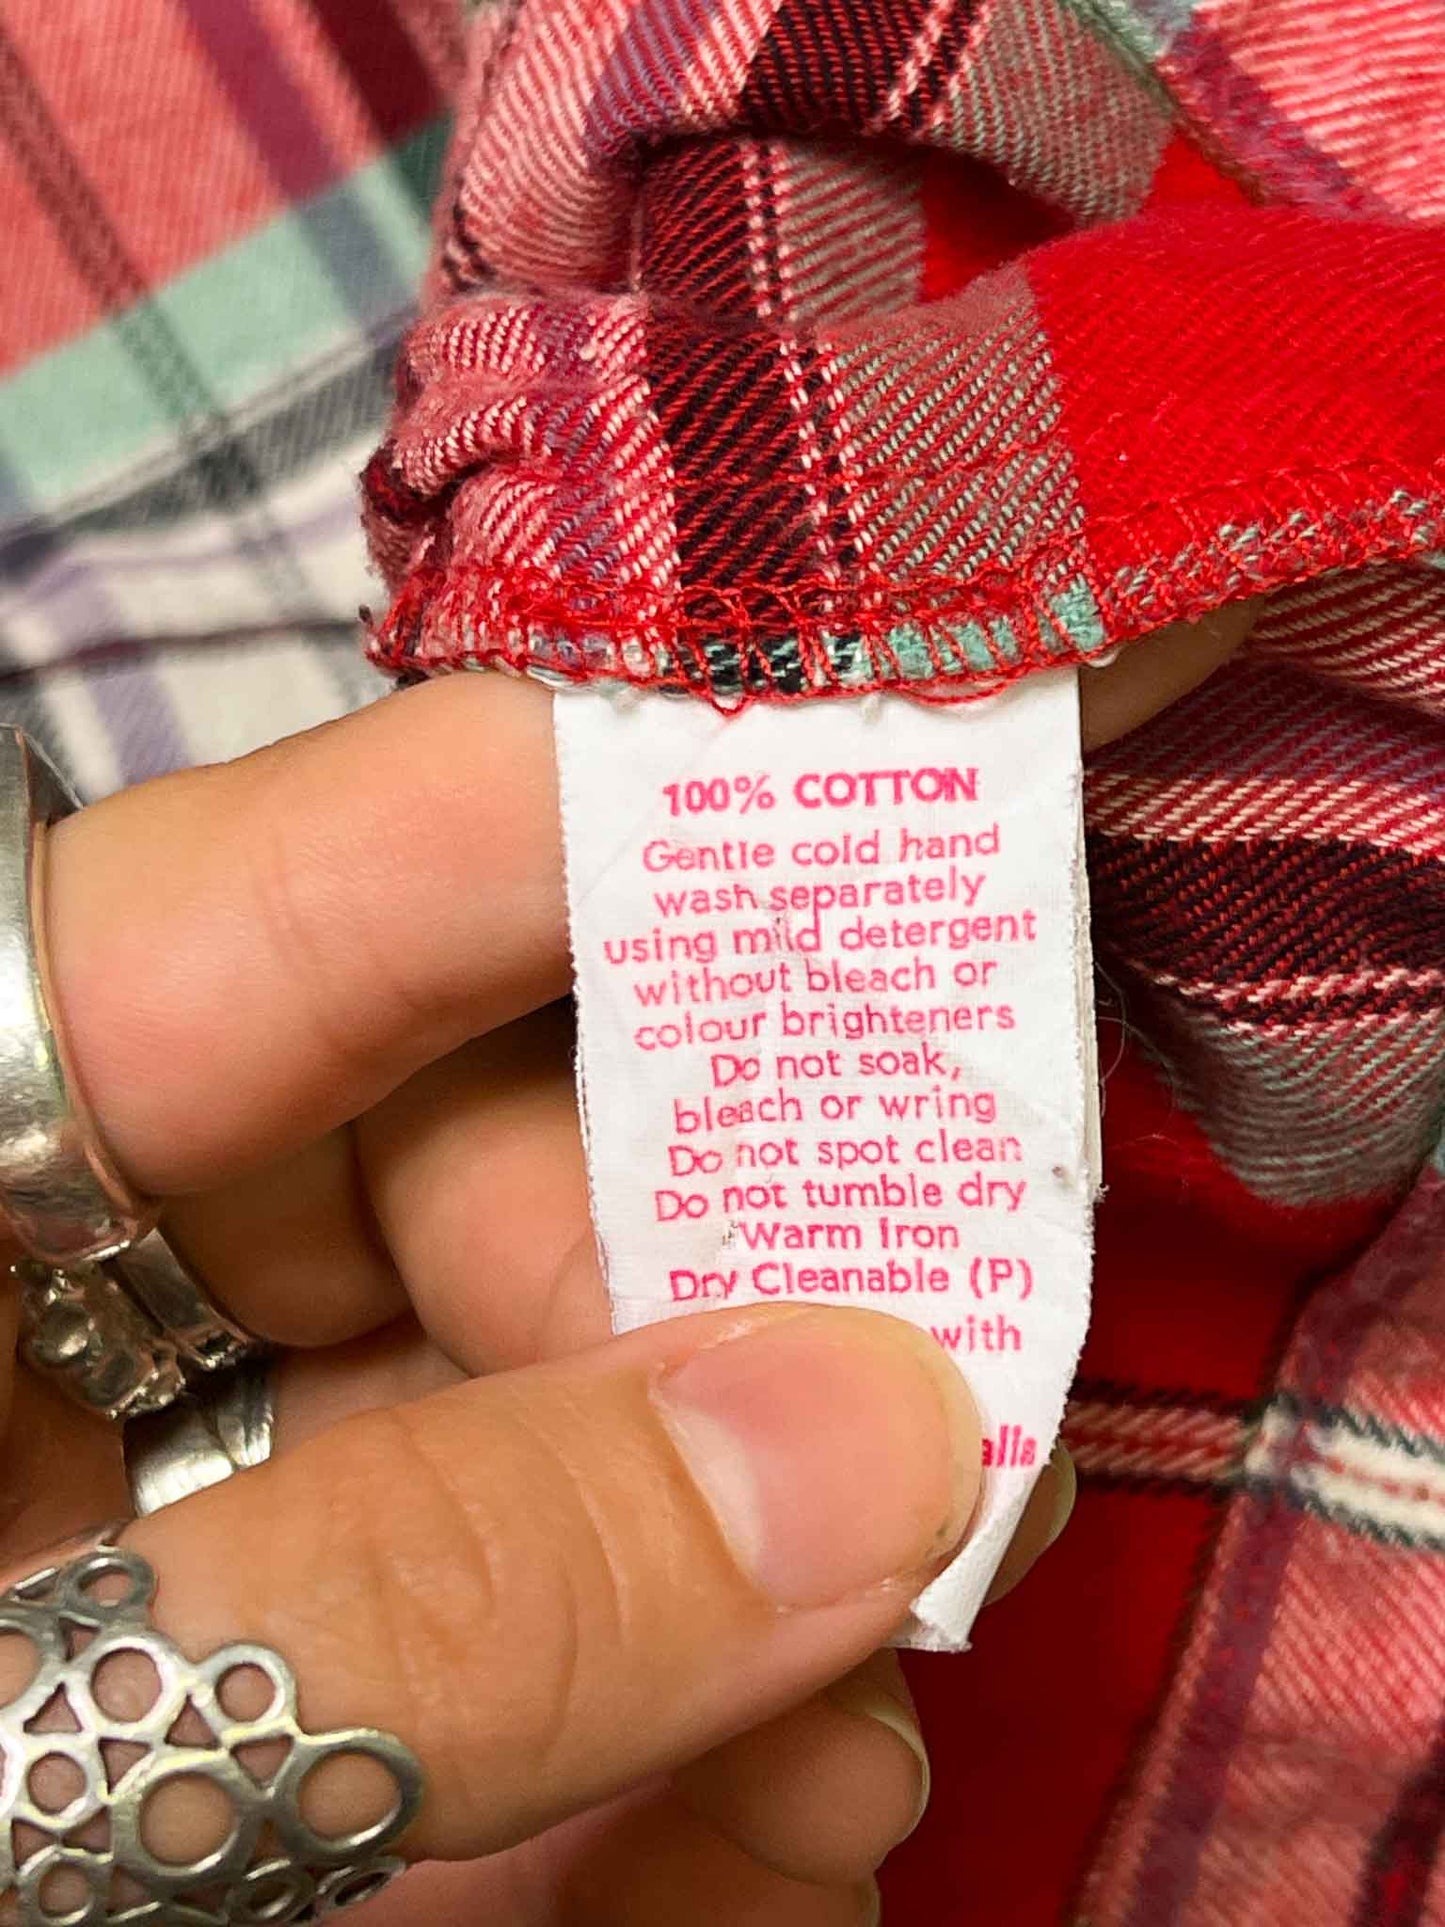 100% COTTON
Gentle cold hand
wash separately
using mild detergent
without bleach or
colour brighteners
Do not soak,
bleach or wring
Do not spot clean
Do not tumble dry
Warm Iron
Dry Cleanable (P)
with